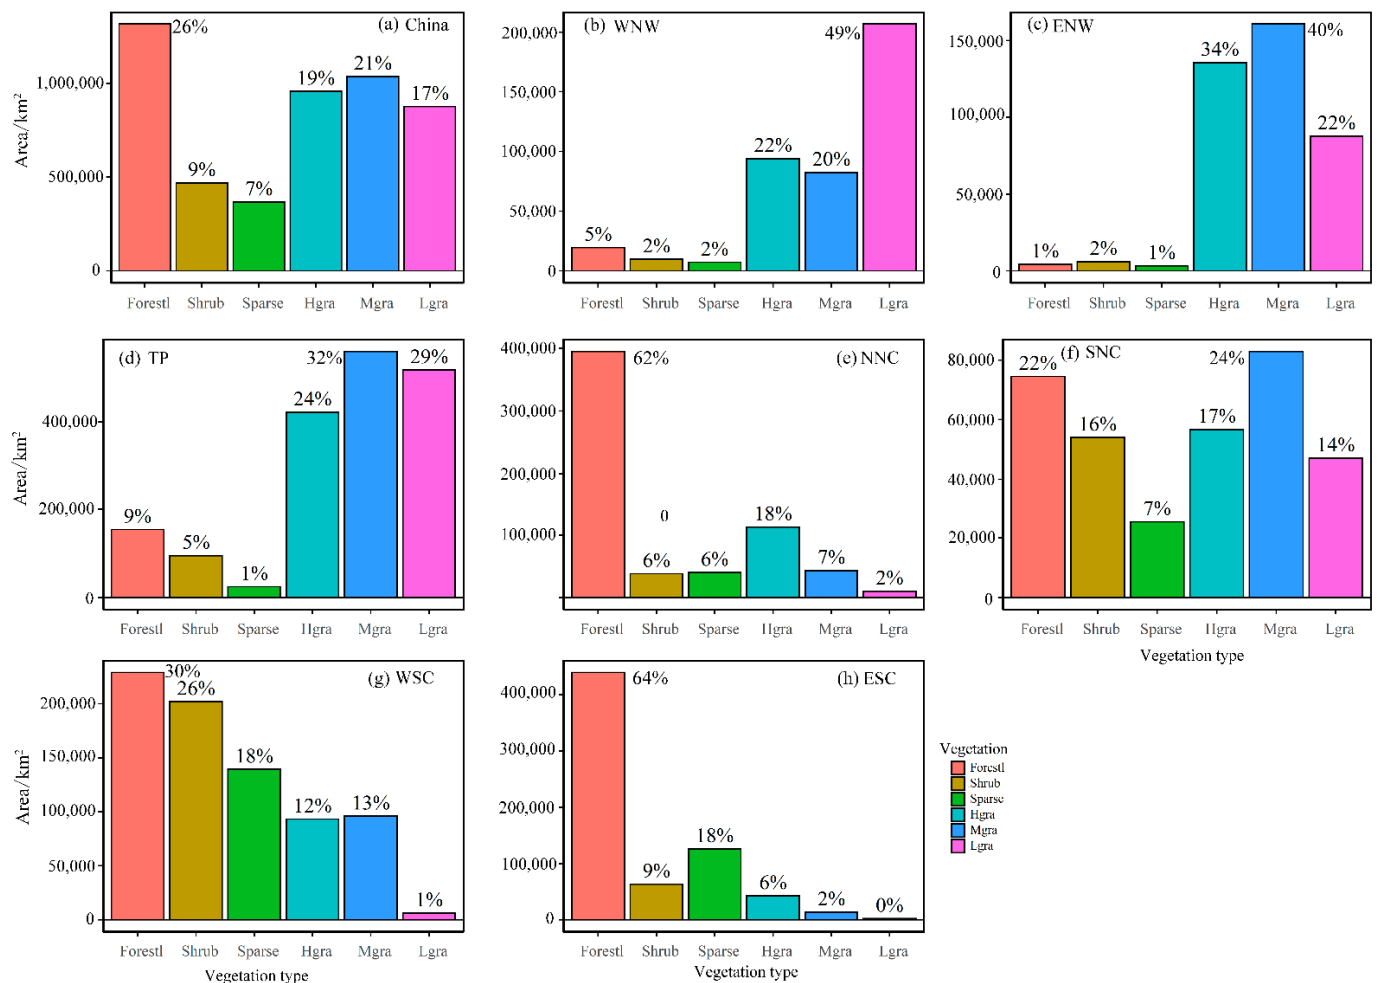 (a) China
26%
9%
7%
19%
21%
17%
Area/km²
1,000,000
500,000
0
Forestl Shrub Sparse Hgra Mgra Lgra
(b) WNW
5%
2%
2%
22%
20%
49%
200,000
150,000
100,000
50,000
0
Forestl Shrub Sparse Hgra Mgra Lgra
(c) ENW
1%
2%
1%
34%
40%
22%
150,000
100,000
50,000
0
Forestl Shrub Sparse Hgra Mgra Lgra
(d) TP
9%
5%
1%
24%
32%
29%
Area/km²
400,000
200,000
0
Forestl Shrub Sparse Hgra Mgra Lgra
(e) NNC
62%
6%
6%
18%
7%
2%
400,000
300,000
200,000
100,000
0
Forestl Shrub Sparse Hgra Mgra Lgra
(f) SNC
22%
16%
7%
17%
24%
14%
80,000
60,000
40,000
20,000
0
Forestl Shrub Sparse Hgra Mgra Lgra
Vegetation type
(g) WSC
30%
26%
18%
12%
13%
1%
Area/km²
200,000
150,000
100,000
50,000
0
Forestl Shrub Sparse Hgra Mgra Lgra
Vegetation type
(h) ESC
64%
9%
18%
6%
2%
0%
400,000
300,000
200,000
100,000
0
Forestl Shrub Sparse Hgra Mgra Lgra
Vegetation type
Vegetation
Forestl
Shrub
Sparse
Hgra
Mgra
Lgra